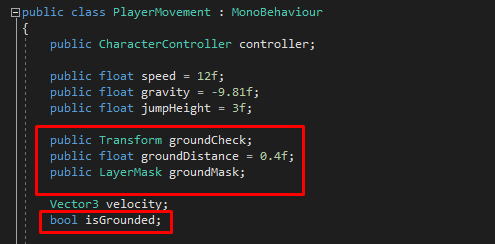 public class PlayerMovement : MonoBehaviour
{
public CharacterController controller;
public float speed = 12f;
public float gravity = -9.81f;
public float jumpHeight = 3f;
public Transform groundCheck;
public float groundDistance = 0.4f;
public LayerMask groundMask;
Vector3 velocity;
bool isGrounded;